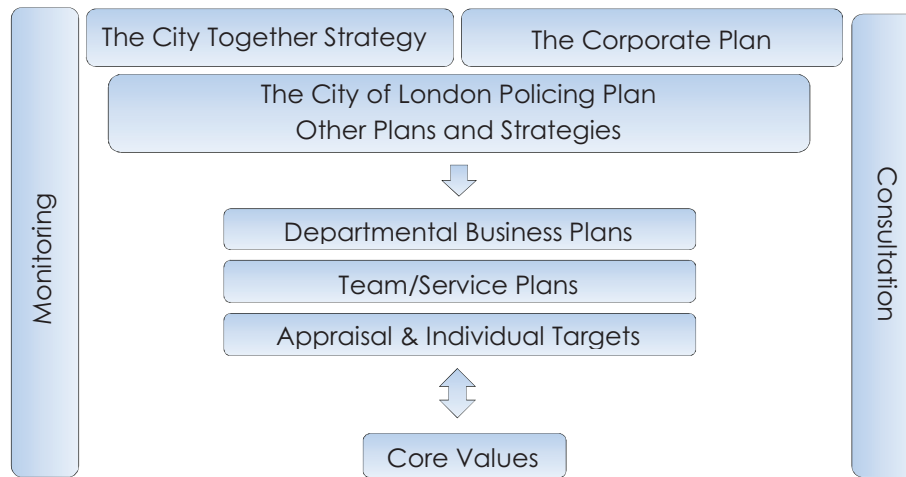 The City Together Strategy
The Corporate Plan
The City of London Policing Plan
Other Plans and Strategies
Monitoring
Consultation
Departmental Business Plans
Team/Service Plans
Appraisal & Individual Targets
Core Values